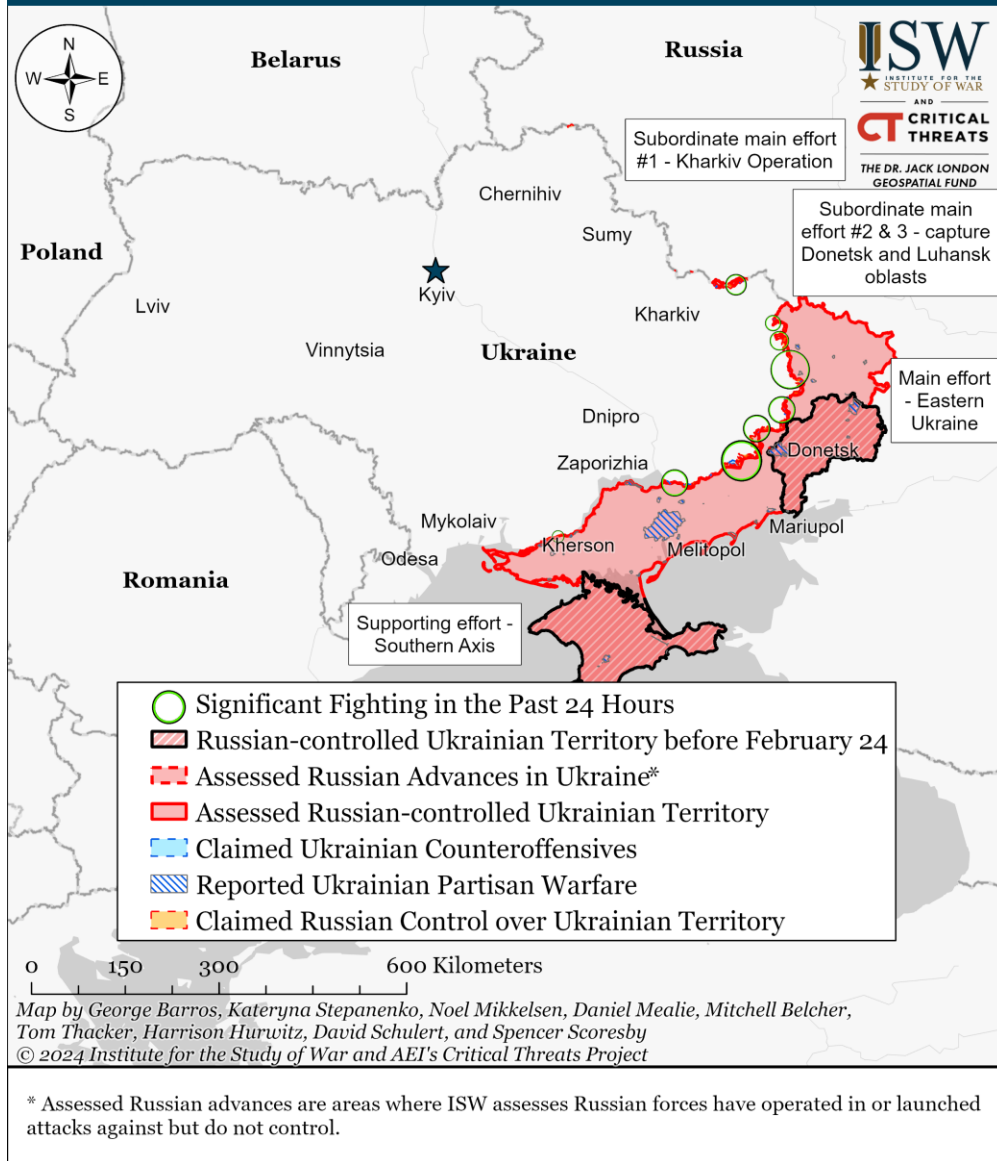 N
W
E
S
Belarus
Russia
ISW
INSTITUTE FOR THE
STUDY OF WAR
AND
CT CRITICAL
THREATS
THE DR. JACK LONDON
GEOSPATIAL FUND
Subordinate main effort
#1 - Kharkiv Operation
Chernihiv
Subordinate main
effort #2 & 3 - capture
Donetsk and Luhansk
oblasts
Sumy
Poland
Kyiv
Lviv
Kharkiv
Vinnytsia
Ukraine
Main effort
- Eastern
Ukraine
Dnipro
Donetsk
Zaporizhia
Mykolaiv
Mariupol
Kherson
Melitopol
Odesa
Romania
Supporting effort -
Southern Axis
Significant Fighting in the Past 24 Hours
Russian-controlled Ukrainian Territory before February 24
Assessed Russian Advances in Ukraine*
Assessed Russian-controlled Ukrainian Territory
Claimed Ukrainian Counteroffensives
Reported Ukrainian Partisan Warfare
Claimed Russian Control over Ukrainian Territory
0 150 300 600 Kilometers
Map by George Barros, Kateryna Stepanenko, Noel Mikkelsen, Daniel Mealie, Mitchell Belcher,
Tom Thacker, Harrison Hurwitz, David Schulert, and Spencer Scoresby
© 2024 Institute for the Study of War and AEI's Critical Threats Project
* Assessed Russian advances are areas where ISW assesses Russian forces have operated in or launched
attacks against but do not control.